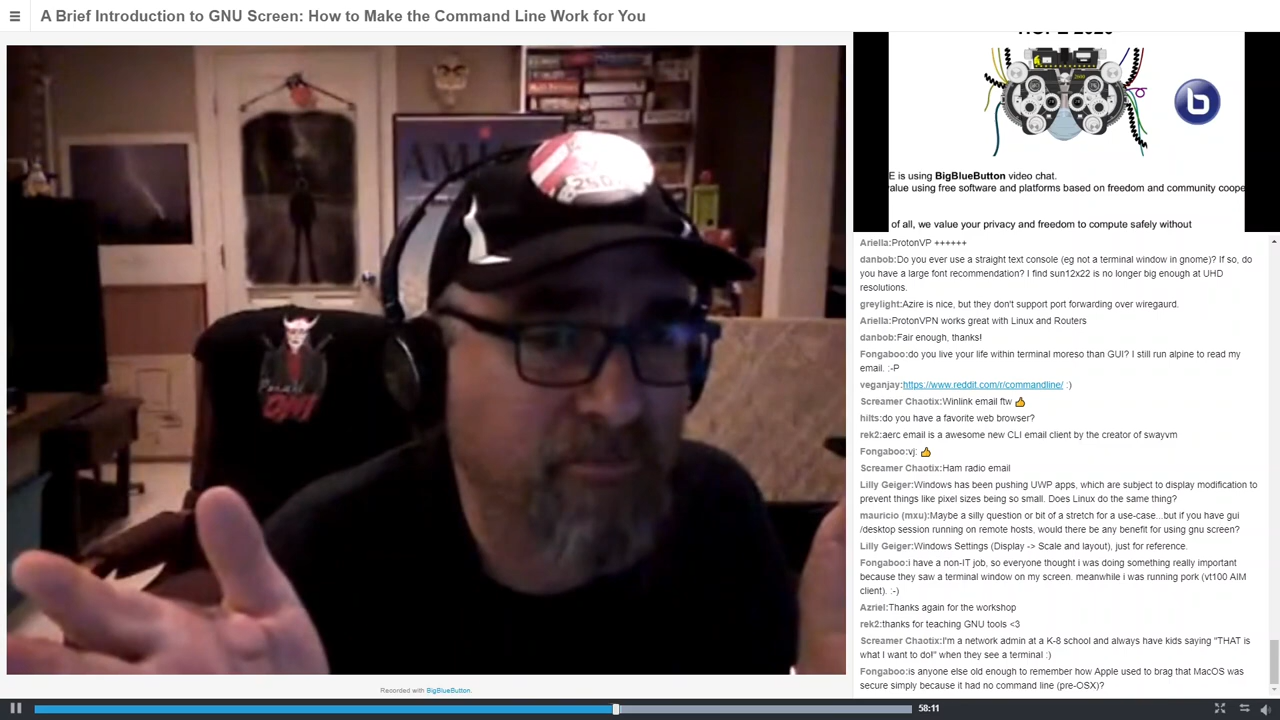 A Brief Introduction to GNU Screen: How to Make the Command Line Work for You
E is using BigBlueButton video chat.
value using free software and platforms based on freedom and community coope
of all, we value your privacy and freedom to compute safely without
Ariella:ProtonVP ++++++
danbob:Do you ever use a straight text console (eg not a terminal window in gnome)? If so, do
you have a large font recommendation? I find sun12x22 is no longer big enough at UHD
resolutions.
greylight:Azire is nice, but they don't support port forwarding over wiregaurd.
Ariella:ProtonVPN works great with Linux and Routers
danbob:Fair enough, thanks!
Fongaboo:do you live your life within terminal moreso than GUI? I still run alpine to read my
email. :-P
veganjay:https://www.reddit.com/r/commandline/ :)
Screamer Chaotix:Winlink email ftw 👍
hilts:do you have a favorite web browser?
rek2:aerc email is a awesome new CLI email client by the creator of swayvm
Fongaboo:vj: 👍
Screamer Chaotix:Ham radio email
Lilly Geiger:Windows has been pushing UWP apps, which are subject to display modification to
prevent things like pixel sizes being so small. Does Linux do the same thing?
mauricio (mxu):Maybe a silly question or bit of a stretch for a use-case...but if you have gui
/desktop session running on remote hosts, would there be any benefit for using gnu screen?
Lilly Geiger:Windows Settings (Display -> Scale and layout), just for reference.
Fongaboo:i have a non-IT job, so everyone thought i was doing something really important
because they saw a terminal window on my screen. meanwhile i was running pork (vt100 AIM
client). :-)
Azriel:Thanks again for the workshop
rek2:thanks for teaching GNU tools <3
Screamer Chaotix:I'm a network admin at a K-8 school and always have kids saying "THAT is
what I want to do!" when they see a terminal :)
Fongaboo:is anyone else old enough to remember how Apple used to brag that MacOS was
secure simply because it had no command line (pre-OSX)?
Recorded with BigBlueButton.
58:11